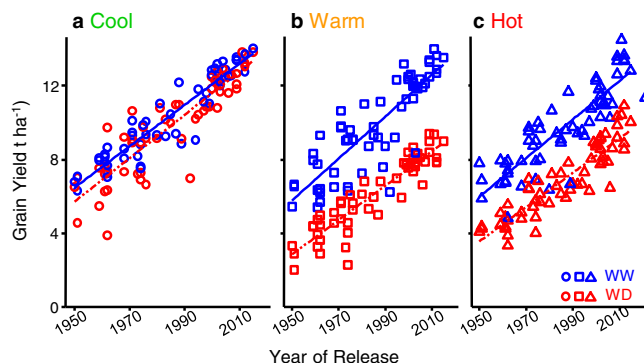 a Cool
b Warm
c Hot
Grain Yield t ha⁻¹)
12
8
4
0
1950 1970 1990 2010
1950 1970 1990 2010
1950 1970 1990 2010
WW
WD
Year of Release